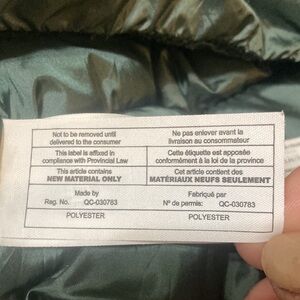 Not to be removed until
delivered to the consumer
Ne pas enlever avant la
livraison au consommateur
This label is affixed in
compliance with Provincial Law
Cette étiquette est apposée
conformément à la loi de la province
This article contains
NEW MATERIAL ONLY
Cet article contient des
MATÉRIAUX NEUFS SEULEMENT
Made by
Reg. No. QC-030783
Fabriqué par
Nº de permis: QC-030783
POLYESTER
POLYESTER